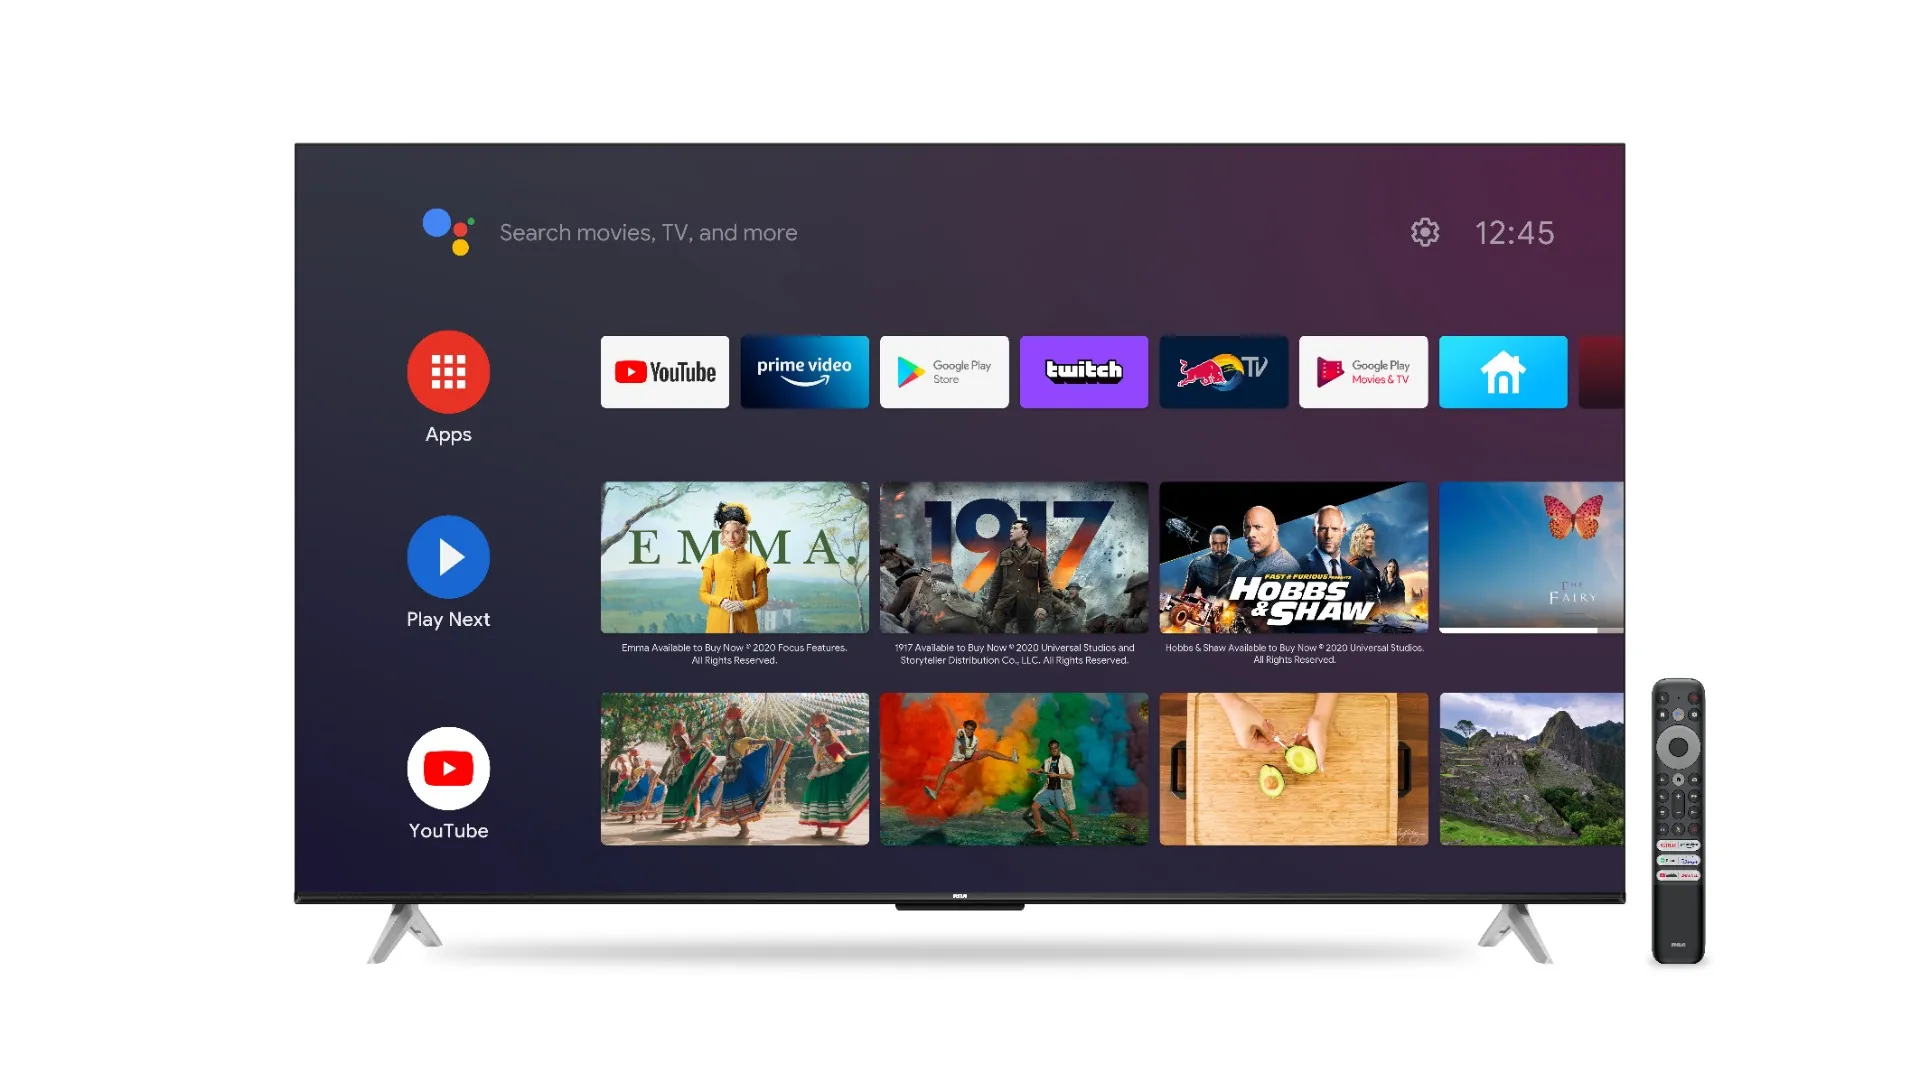 Search movies, TV, and more
12:45
Apps
YouTube
prime video
Google Play
Store
twitch
TV
Google Play
Movies & TV
Play Next
EMMA.
1917
FAST & FURIOUS PRESENTS
HOBBS
& SHAW
THE
FAIRY
Emma Available to Buy Now © 2020 Focus Features.
All Rights Reserved.
1917 Available to Buy Now © 2020 Universal Studios and
Storyteller Distribution Co., LLC. All Rights Reserved.
Hobbs & Shaw Available to Buy Now © 2020 Universal Studios.
All Rights Reserved.
YouTube
RCA
RCA